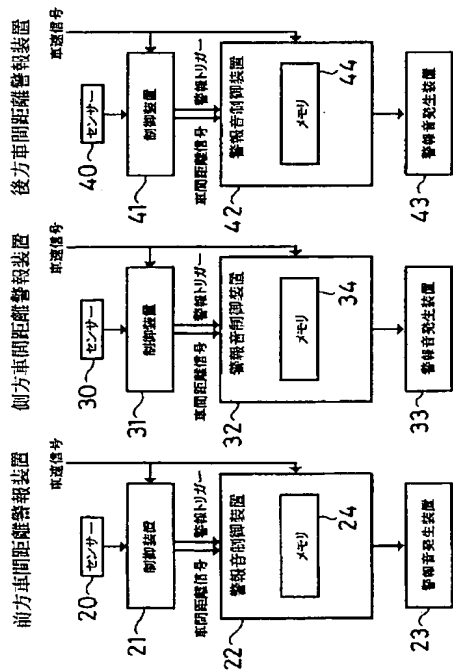 前方車間距離警報装置
車速信号
20
センサー
21
制御装置
車間距離信号
警報トリガー
22
警報音制御装置
メモリ
24
23
警報音発生装置
側方車間距離警報装置
車速信号
30
センサー
31
制御装置
車間距離信号
警報トリガー
32
警報音制御装置
メモリ
34
33
警報音発生装置
後方車間距離警報装置
車速信号
40
センサー
41
制御装置
車間距離信号
警報トリガー
42
警報音制御装置
メモリ
44
43
警報音発生装置